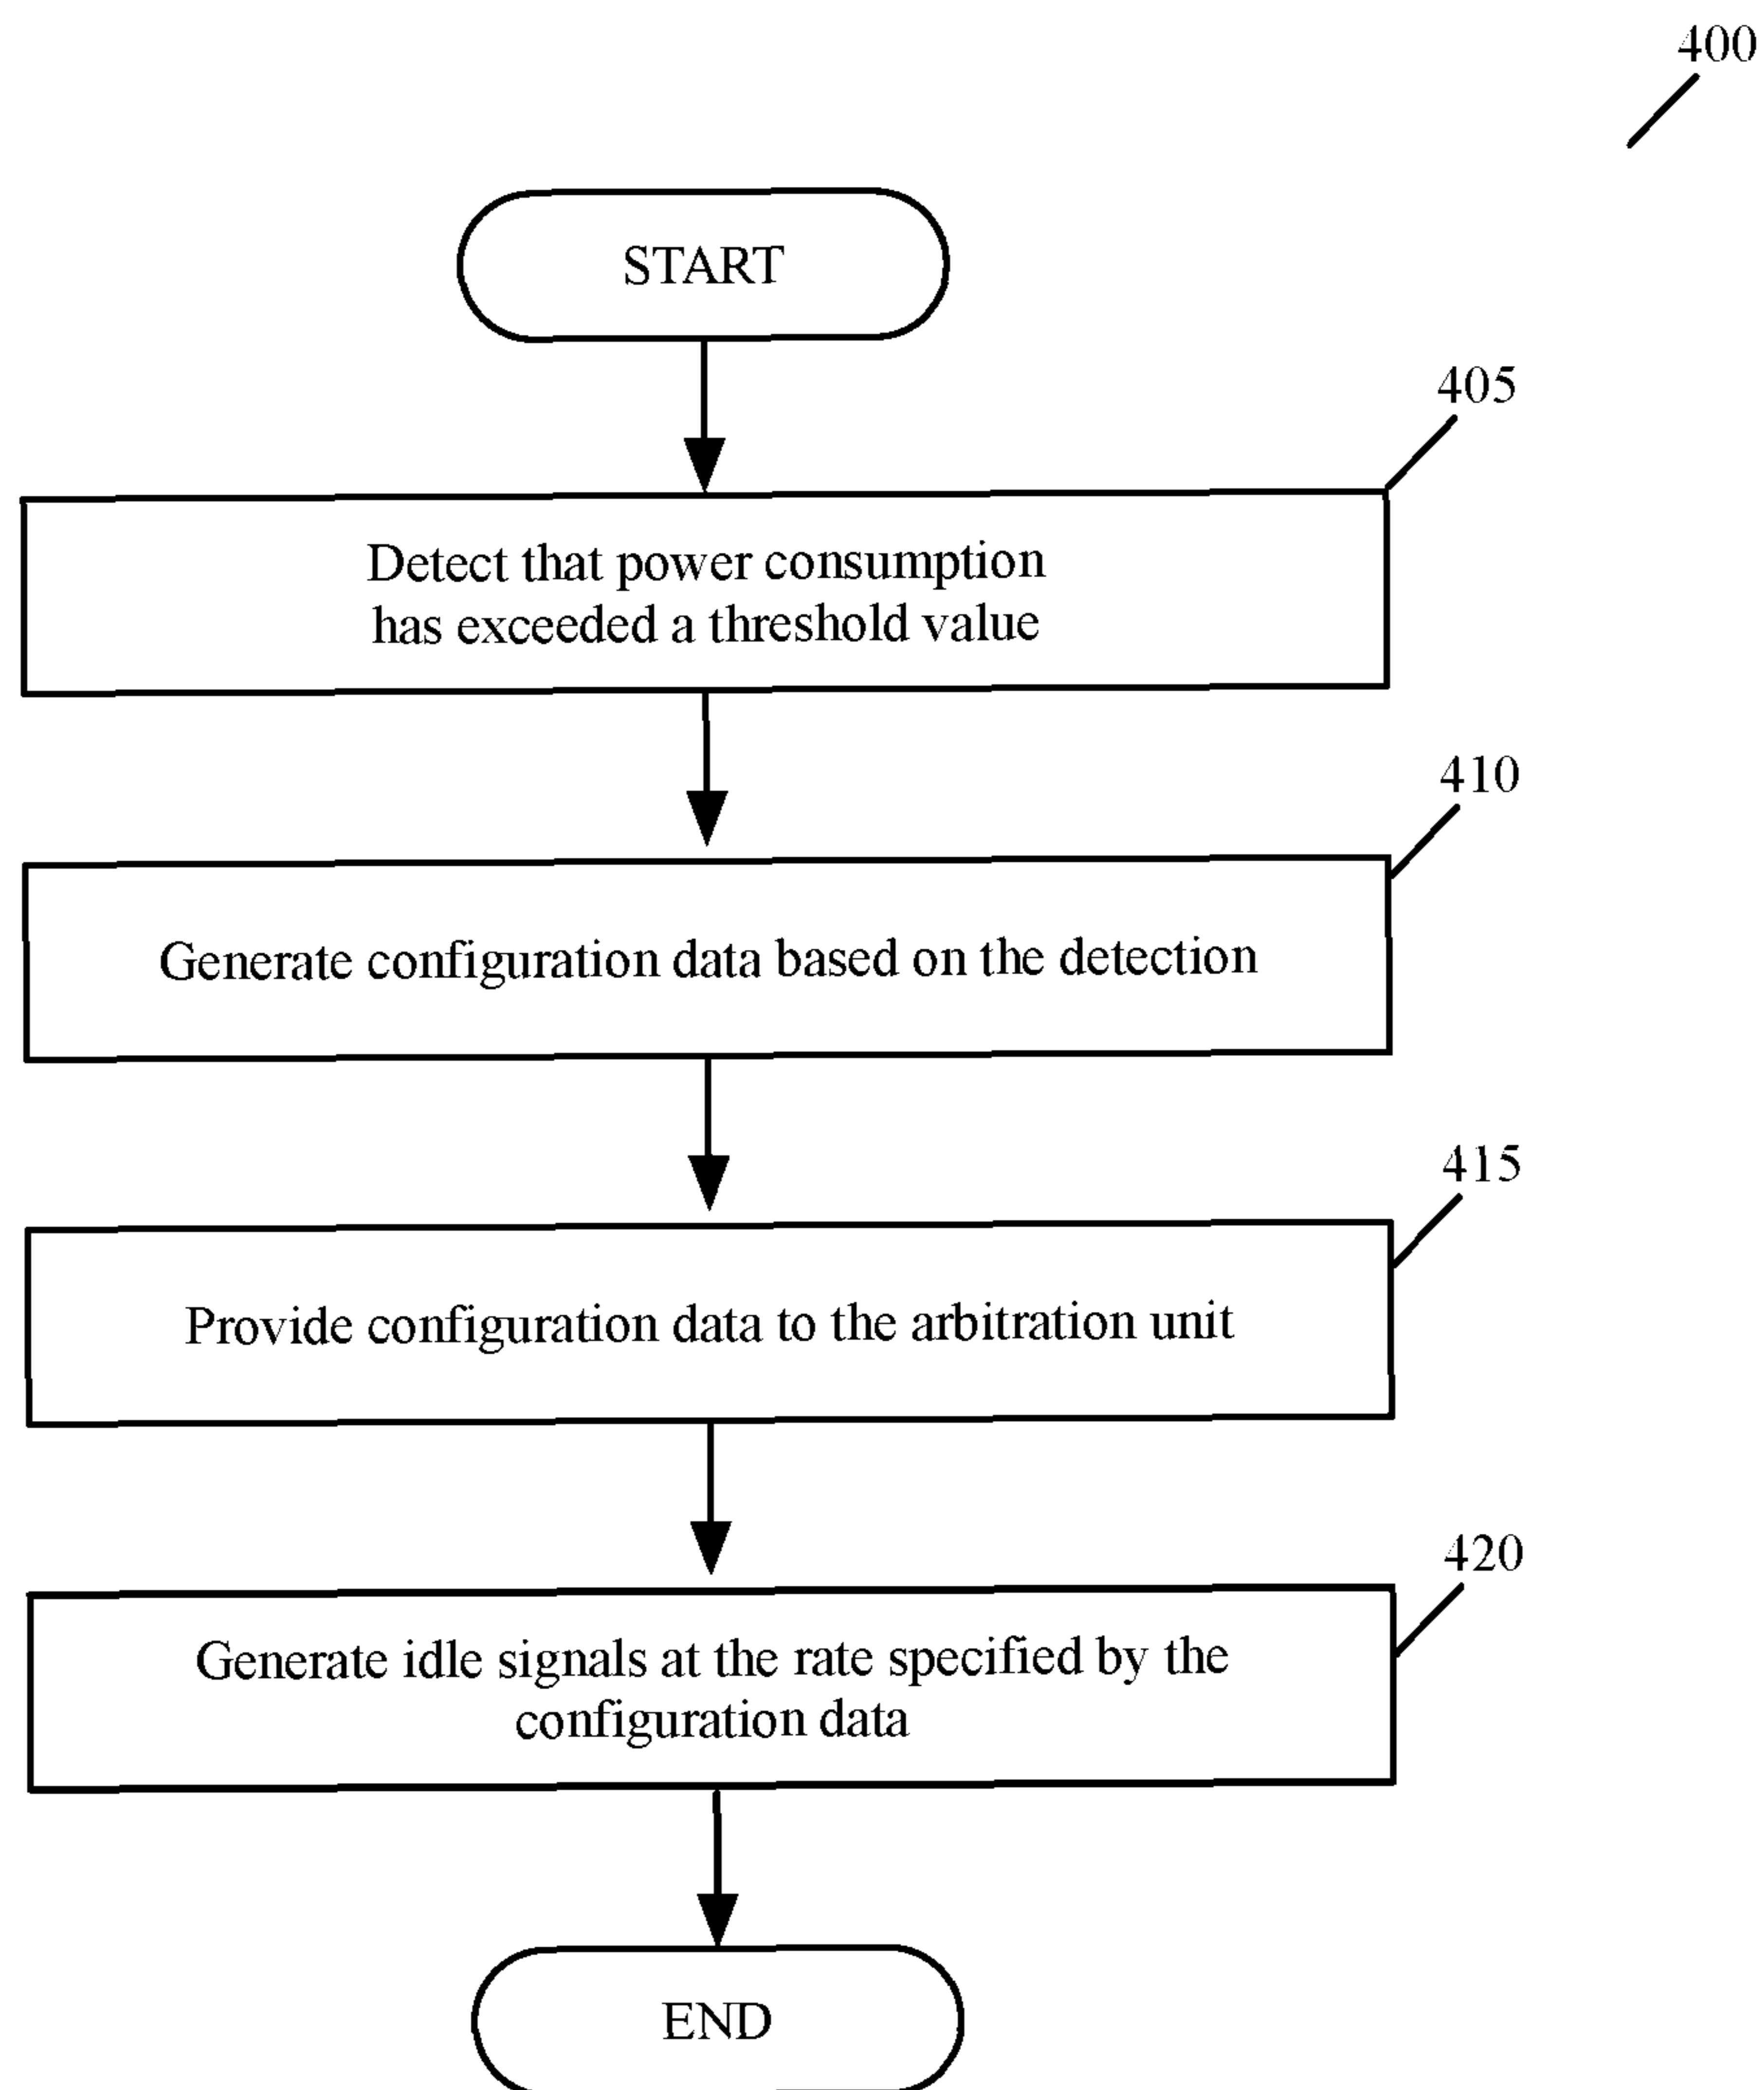 400
START
405
Detect that power consumption
has exceeded a threshold value
410
Generate configuration data based on the detection
415
Provide configuration data to the arbitration unit
420
Generate idle signals at the rate specified by the
configuration data
END